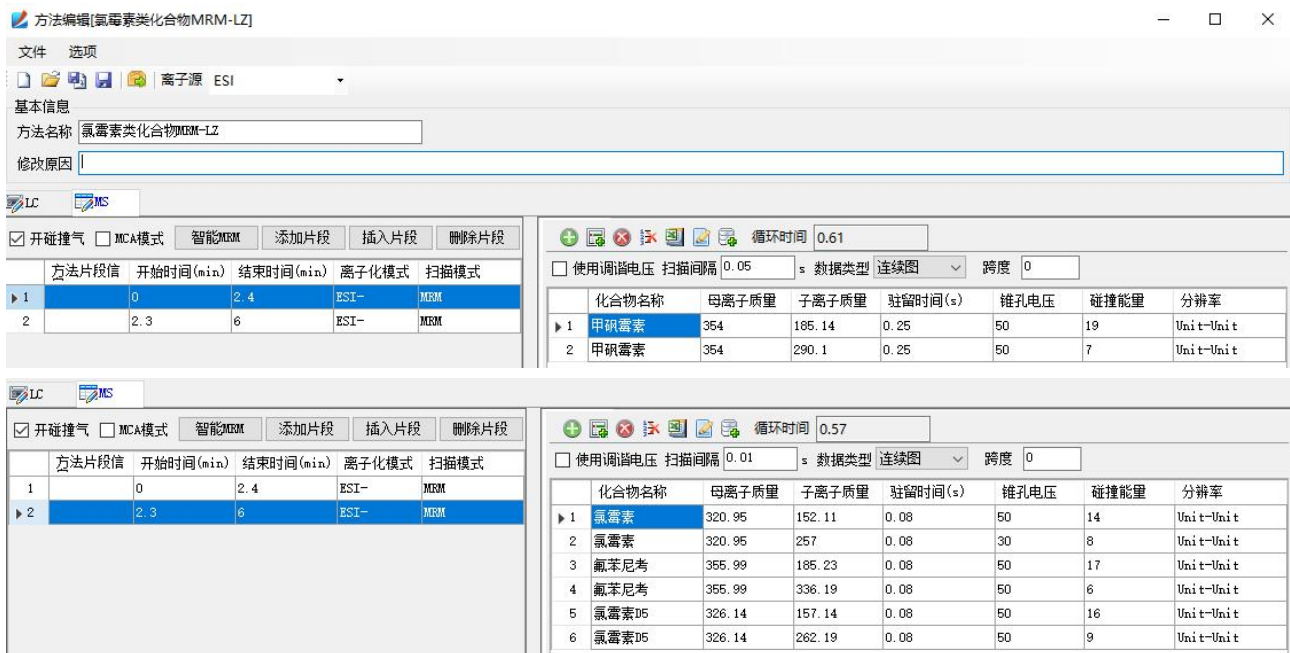 方法编辑[氯霉素类化合物MRM-LZ]
文件 选项
离子源 ESI
基本信息
方法名称 氯霉素类化合物MRM-LZ
修改原因
LC MS
开碰撞气 MCA模式 智能MRM 添加片段 插入片段 删除片段
循环时间 0.61
使用调谐电压 扫描间隔 0.05 s 数据类型 连续图 跨度 0
方法片段信 开始时间(min) 结束时间(min) 离子化模式 扫描模式
1 0 2.4 ESI- MRM
2 2.3 6 ESI- MRM
化合物名称 母离子质量 子离子质量 驻留时间(s) 锥孔电压 碰撞能量 分辨率
1 甲砜霉素 354 185.14 0.25 50 19 Unit-Unit
2 甲砜霉素 354 290.1 0.25 50 7 Unit-Unit
LC MS
开碰撞气 MCA模式 智能MRM 添加片段 插入片段 删除片段
循环时间 0.57
使用调谐电压 扫描间隔 0.01 s 数据类型 连续图 跨度 0
方法片段信 开始时间(min) 结束时间(min) 离子化模式 扫描模式
1 0 2.4 ESI- MRM
2 2.3 6 ESI- MRM
化合物名称 母离子质量 子离子质量 驻留时间(s) 锥孔电压 碰撞能量 分辨率
1 氯霉素 320.95 152.11 0.08 50 14 Unit-Unit
2 氯霉素 320.95 257 0.08 30 8 Unit-Unit
3 氟苯尼考 355.99 185.23 0.08 50 17 Unit-Unit
4 氟苯尼考 355.99 336.19 0.08 50 6 Unit-Unit
5 氯霉素D5 326.14 157.14 0.08 50 16 Unit-Unit
6 氯霉素D5 326.14 262.19 0.08 50 9 Unit-Unit